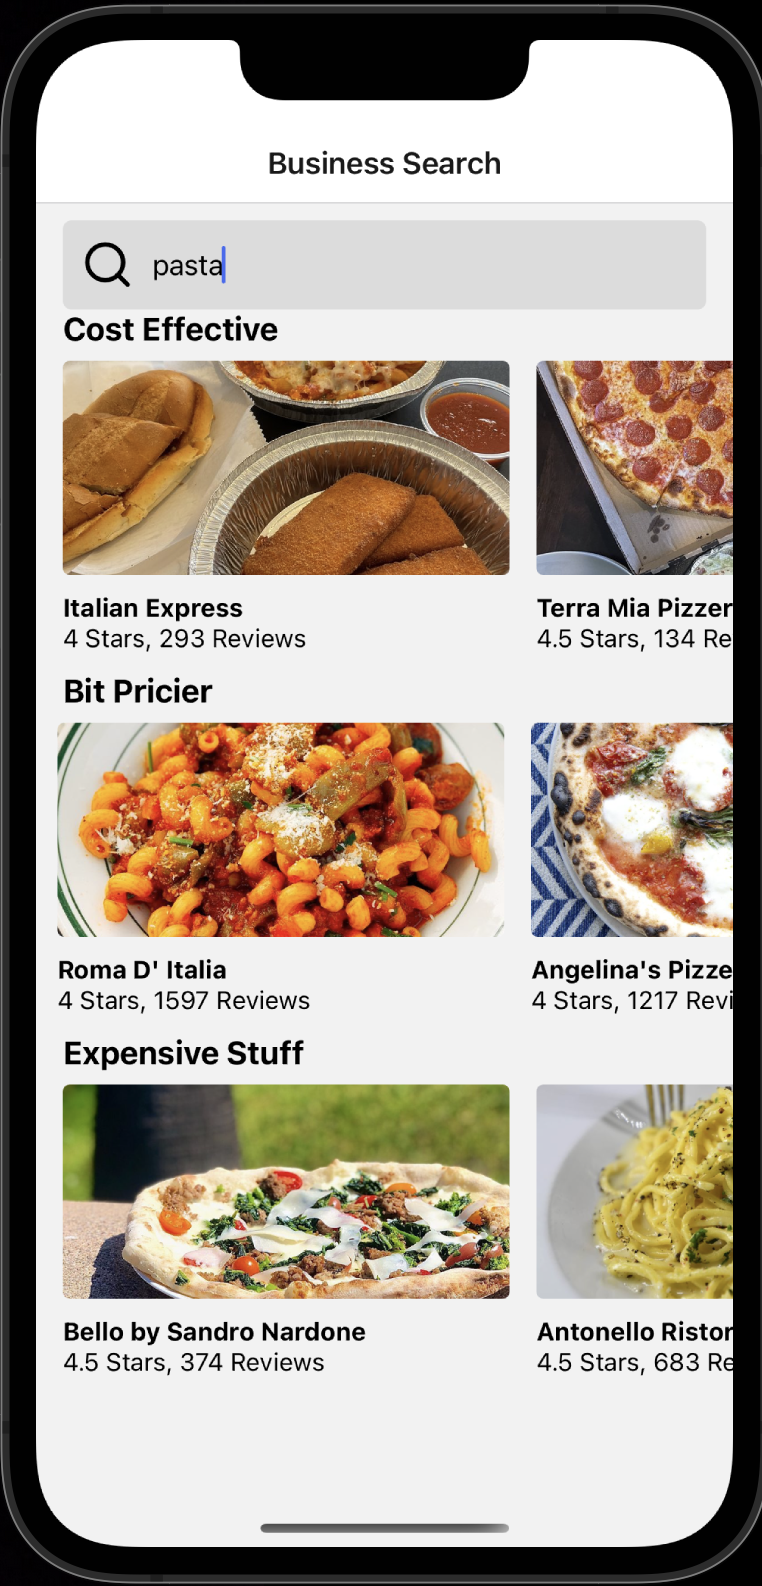 Business Search
pasta
Cost Effective
Italian Express
4 Stars, 293 Reviews
Terra Mia Pizzer
4.5 Stars, 134 Re
Bit Pricier
Roma D' Italia
4 Stars, 1597 Reviews
Angelina's Pizze
4 Stars, 1217 Revi
Expensive Stuff
Bello by Sandro Nardone
4.5 Stars, 374 Reviews
Antonello Ristor
4.5 Stars, 683 Re